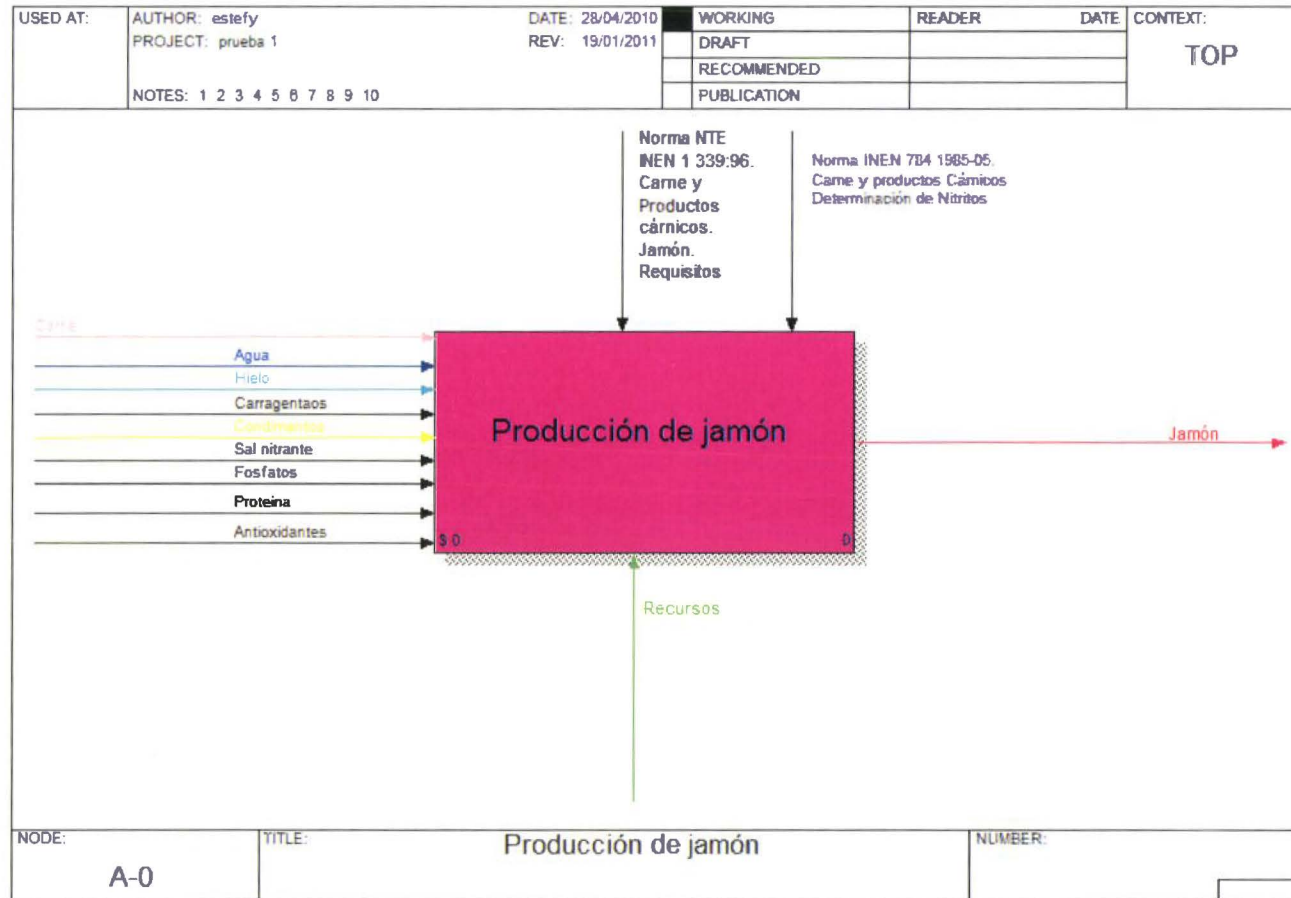 USED AT:
AUTHOR: estefy
DATE: 28/04/2010
WORKING
READER
DATE
CONTEXT:
PROJECT: prueba 1
REV: 19/01/2011
DRAFT
TOP
RECOMMENDED
NOTES: 1 2 3 4 5 6 7 8 9 10
PUBLICATION
Norma NTE
INEN 1 339:96.
Carne y
Productos
cárnicos.
Jamón.
Requisitos
Norma INEN 784 1985-05.
Carne y productos Cárnicos
Determinación de Nitritos
Carne
Agua
Hielo
Carragentaos
Condimentos
Sal nitrante
Fosfatos
Proteina
Antioxidantes
Producción de jamón
$ 0
0
Jamón
Recursos
NODE:
A-0
TITLE:
Producción de jamón
NUMBER: